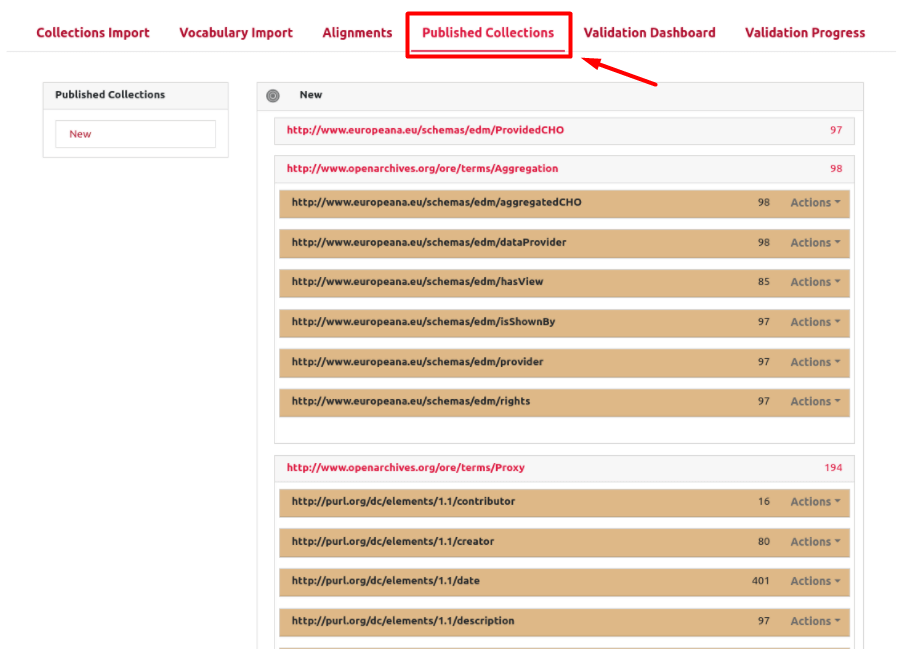 Collections Import Vocabulary Import Alignments Published Collections Validation Dashboard Validation Progress
Published Collections
New
New
http://www.europeana.eu/schemas/edm/ProvidedCHO 97
http://www.openarchives.org/ore/terms/Aggregation 98
http://www.europeana.eu/schemas/edm/aggregatedCHO 98 Actions
http://www.europeana.eu/schemas/edm/dataProvider 98 Actions
http://www.europeana.eu/schemas/edm/hasView 85 Actions
http://www.europeana.eu/schemas/edm/isShownBy 97 Actions
http://www.europeana.eu/schemas/edm/provider 97 Actions
http://www.europeana.eu/schemas/edm/rights 97 Actions
http://www.openarchives.org/ore/terms/Proxy 194
http://purl.org/dc/elements/1.1/contributor 16 Actions
http://purl.org/dc/elements/1.1/creator 80 Actions
http://purl.org/dc/elements/1.1/date 401 Actions
http://purl.org/dc/elements/1.1/description 97 Actions